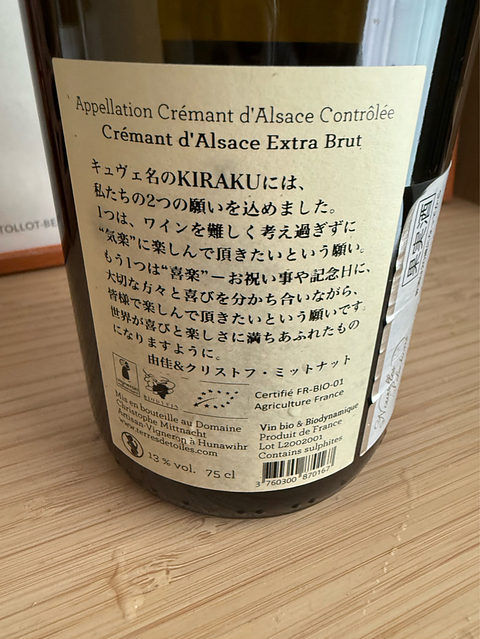 Appellation Crémant d'Alsace Contrôlée
Crémant d'Alsace Extra Brut
キュヴェ名のKIRAKUには、
私たちの2つの願いを込めました。
1つは、ワインを難しく考え過ぎずに
“気楽”に楽しんで頂きたいという願い。
もう1つは“喜楽”－お祝い事や記念日に、
大切な方々と喜びを分かち合いながら、
皆様で楽しんで頂きたいという願いです。
世界が喜びと楽しさに満ちあふれたもの
になりますように。
由佳&クリストフ・ミットナット
Certifié FR-BIO-01
Agriculture France
Mis en bouteille au Domaine
Christophe Mittnacht
Artisan-Vigneron à Hunawihr
www.terresdetoiles.com
13 % vol. 75 cl
Vin bio & Biodynamique
Produit de France
Lot L2002001
Contains sulphites
3 760300 870167
TOLLOT-BE
果実酒